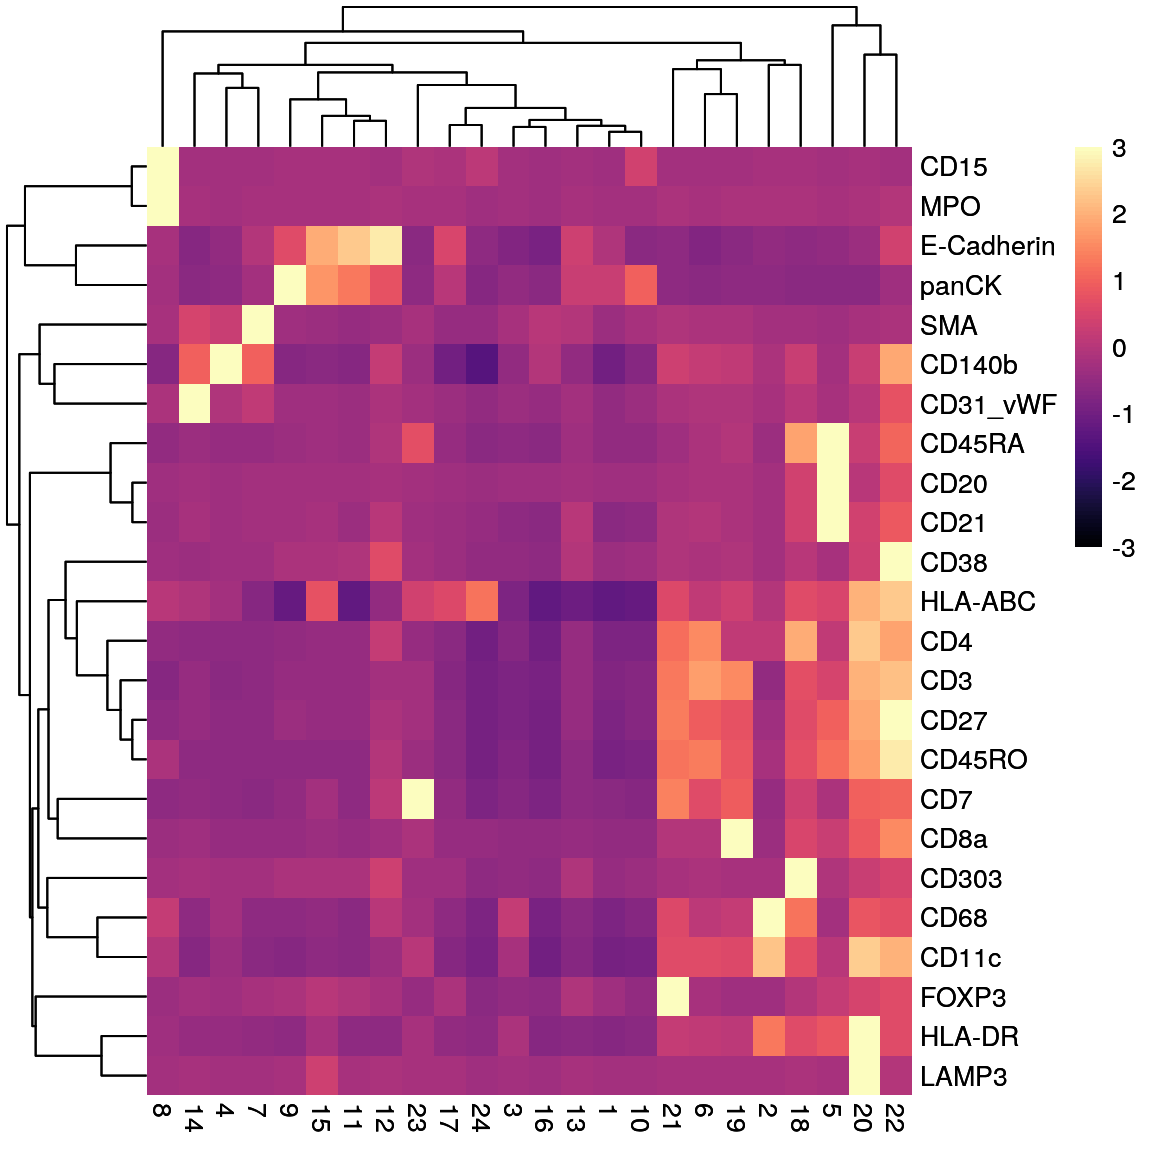 CD15
MPO
E-Cadherin
panCK
SMA
CD140b
CD31_vWF
CD45RA
CD20
CD21
CD38
HLA-ABC
CD4
CD3
CD27
CD45RO
CD7
CD8a
CD303
CD68
CD11c
FOXP3
HLA-DR
LAMP3
8 14 4 7 9 15 11 12 23 17 24 3 16 13 1 10 21 6 19 2 18 5 20 22
3
2
1
0
-1
-2
-3